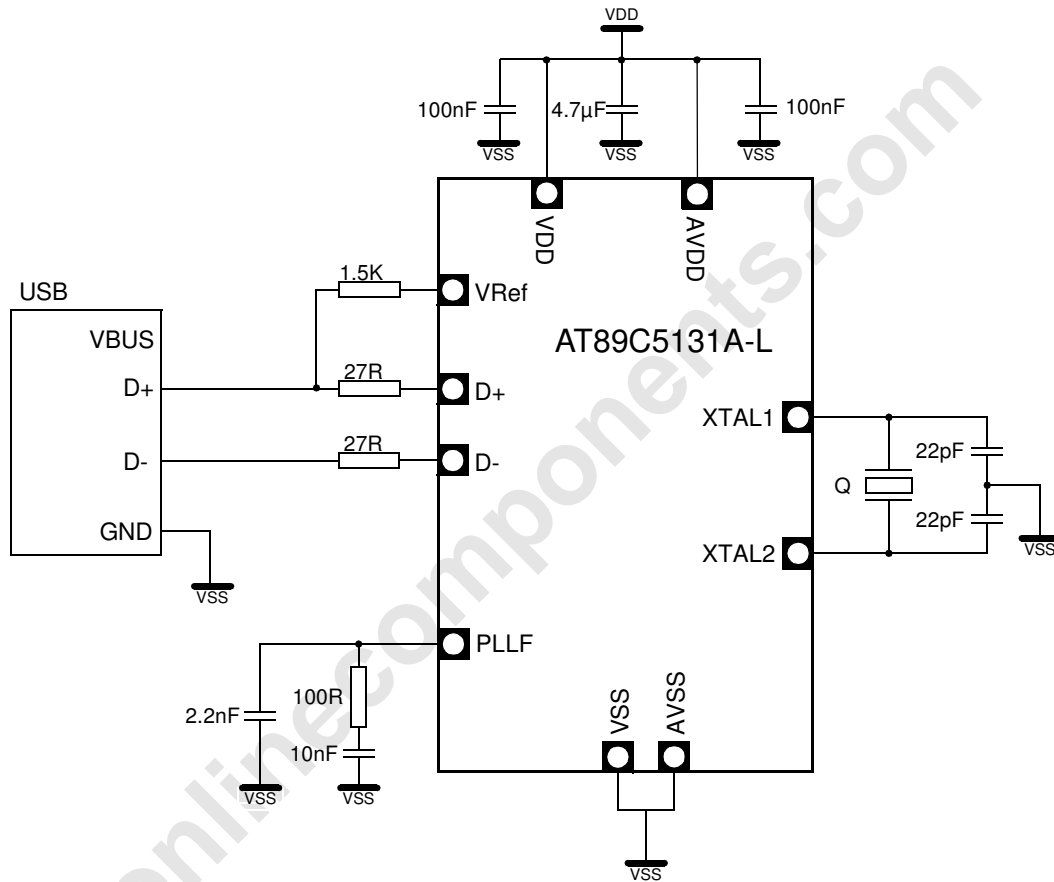 VDD
100nF
4.7µF
100nF
VSS
VSS
VSS
VDD
AVDD
1.5K
VRef
USB
VBUS
AT89C5131A-L
D+
27R
D+
XTAL1
D-
27R
D-
22pF
Q
22pF
GND
XTAL2
VSS
VSS
PLLF
100R
VSS
AVSS
2.2nF
10nF
VSS
VSS
VSS
onlinecomponents.com